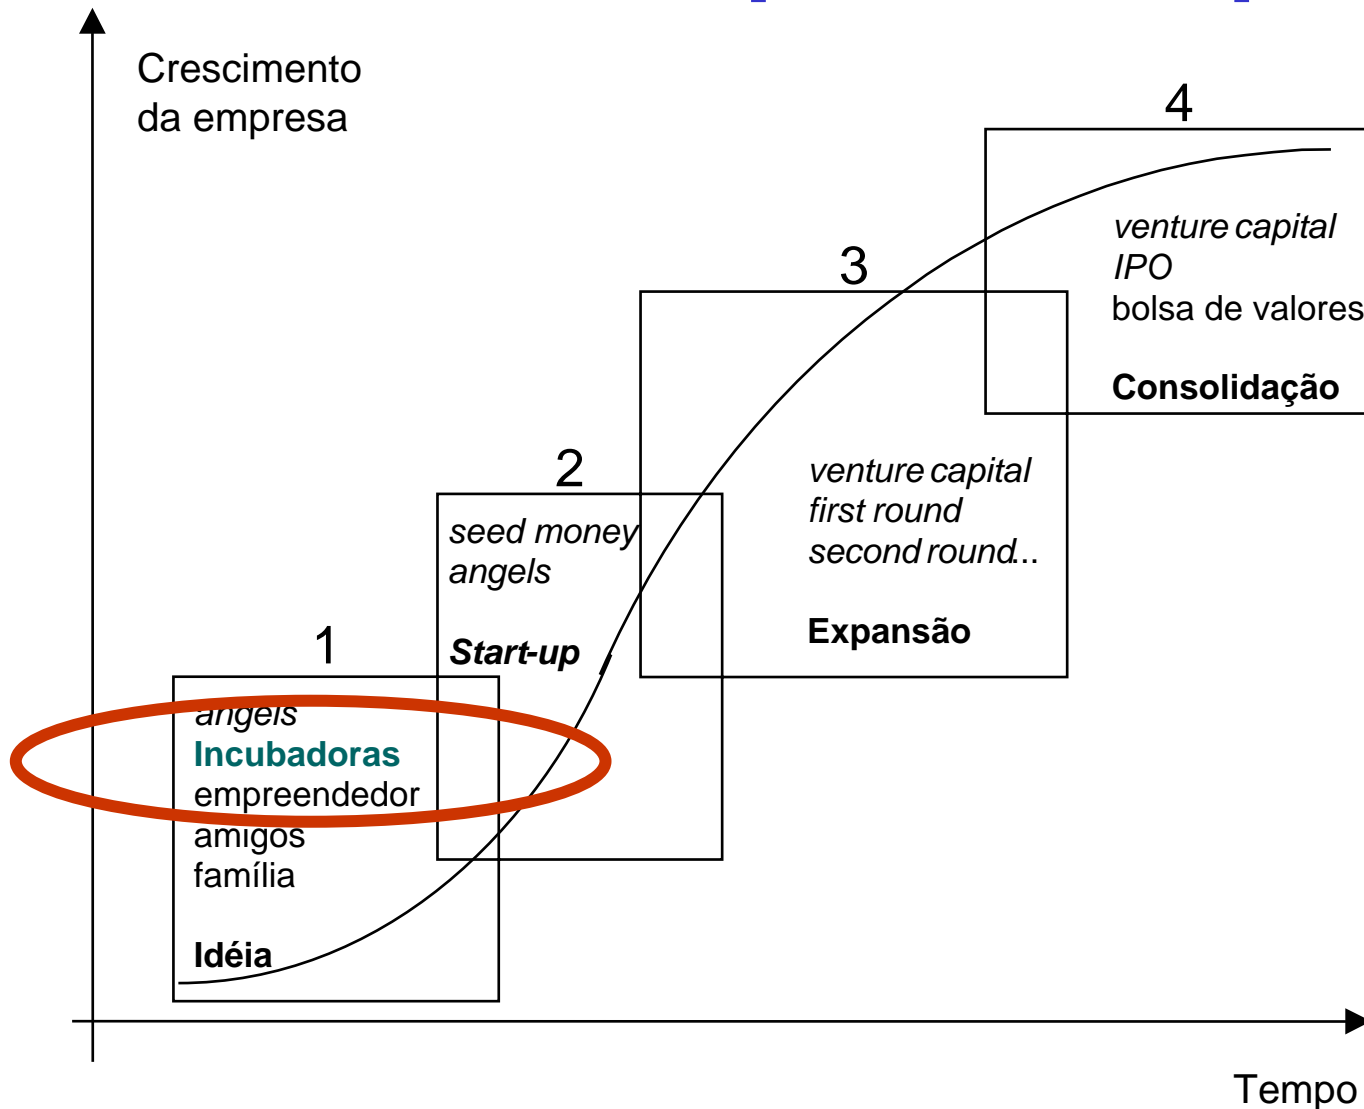 Crescimento
da empresa
4
venture capital
IPO
bolsa de valores
Consolidação
3
venture capital
first round
second round...
Expansão
2
seed money
angels
Start-up
1
angels
Incubadoras
empreendedor
amigos
família
Idéia
Tempo